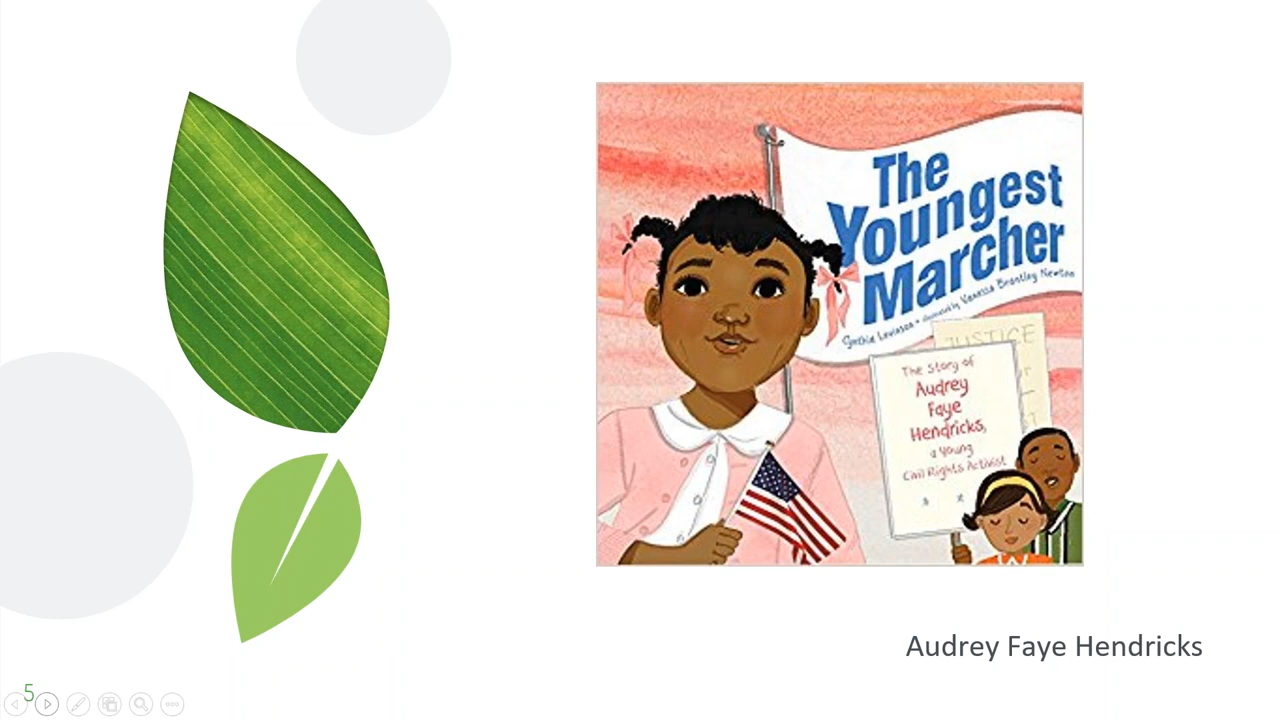 The
Youngest
Marcher
Cynthia Levinson • illustrated by Vanessa Brantley Newton
JUSTICE
The Story of
Audrey
Faye
Hendricks,
a Young
Civil Rights Activist
Audrey Faye Hendricks
5